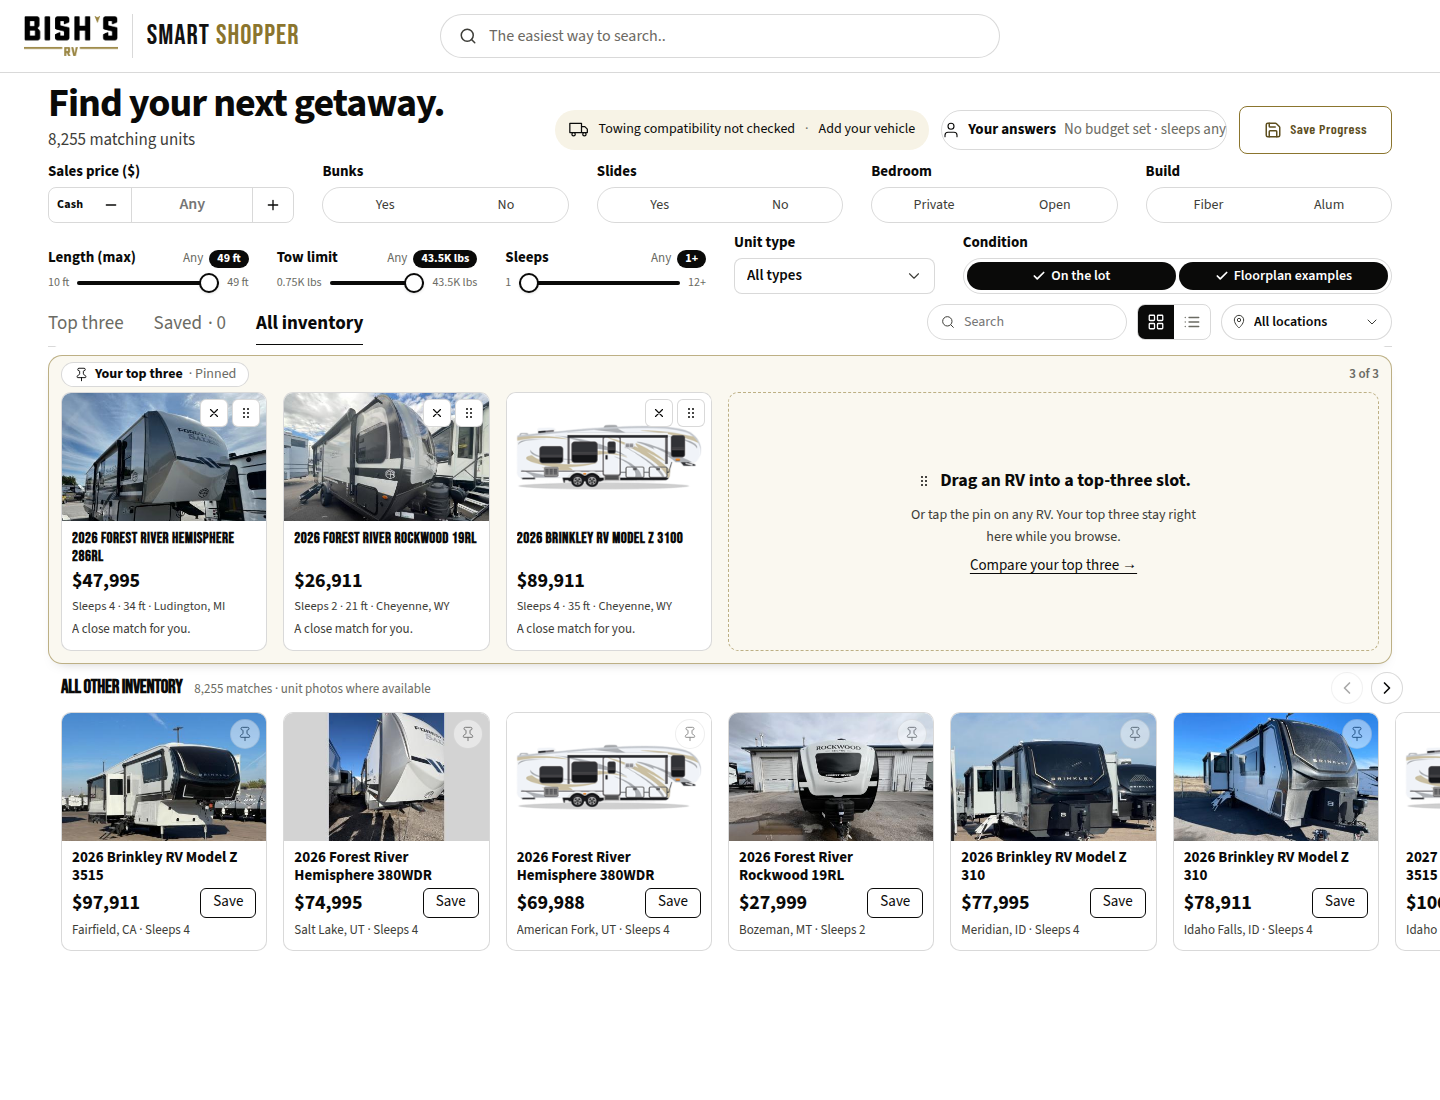 BISH'S
RV
SMART SHOPPER
The easiest way to search..
Find your next getaway.
8,255 matching units
Towing compatibility not checked · Add your vehicle
Your answers No budget set · sleeps any
Save Progress
Sales price ($)
Cash − Any +
Bunks
Yes No
Slides
Yes No
Bedroom
Private Open
Build
Fiber Alum
Length (max) Any 49 ft
10 ft 49 ft
Tow limit Any 43.5K lbs
0.75K lbs 43.5K lbs
Sleeps Any 1+
1 12+
Unit type
All types
Condition
On the lot Floorplan examples
Top three Saved · 0 All inventory
Search
All locations
Your top three · Pinned
3 of 3
2026 FOREST RIVER HEMISPHERE
286RL
$47,995
Sleeps 4 · 34 ft · Ludington, MI
A close match for you.
2026 FOREST RIVER ROCKWOOD 19RL
$26,911
Sleeps 2 · 21 ft · Cheyenne, WY
A close match for you.
2026 BRINKLEY RV MODEL Z 3100
$89,911
Sleeps 4 · 35 ft · Cheyenne, WY
A close match for you.
Drag an RV into a top-three slot.
Or tap the pin on any RV. Your top three stay right
here while you browse.
Compare your top three →
ALL OTHER INVENTORY 8,255 matches · unit photos where available
2026 Brinkley RV Model Z
3515
$97,911 Save
Fairfield, CA · Sleeps 4
2026 Forest River
Hemisphere 380WDR
$74,995 Save
Salt Lake, UT · Sleeps 4
2026 Forest River
Hemisphere 380WDR
$69,988 Save
American Fork, UT · Sleeps 4
ROCKWOOD
2026 Forest River
Rockwood 19RL
$27,999 Save
Bozeman, MT · Sleeps 2
BRINKLEY
2026 Brinkley RV Model Z
310
$77,995 Save
Meridian, ID · Sleeps 4
BRINKLEY
2026 Brinkley RV Model Z
310
$78,911 Save
Idaho Falls, ID · Sleeps 4
2027
3515
Idaho